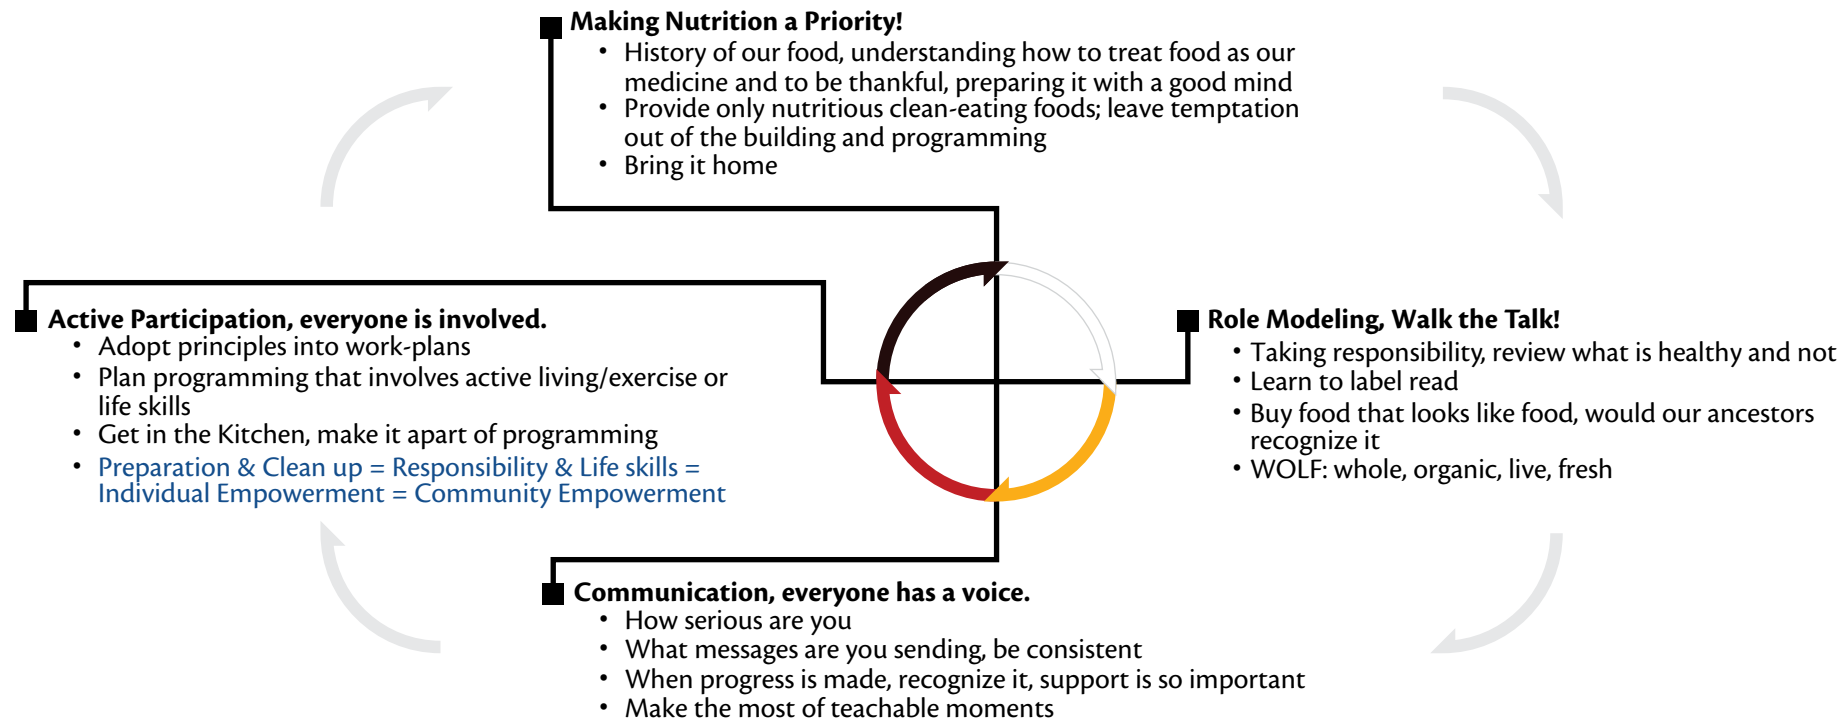 Making Nutrition a Priority!
• History of our food, understanding how to treat food as our
medicine and to be thankful, preparing it with a good mind
• Provide only nutritious clean-eating foods; leave temptation
out of the building and programming
• Bring it home
Active Participation, everyone is involved.
• Adopt principles into work-plans
• Plan programming that involves active living/exercise or
life skills
• Get in the Kitchen, make it apart of programming
• Preparation & Clean up = Responsibility & Life skills =
Individual Empowerment = Community Empowerment
Role Modeling, Walk the Talk!
• Taking responsibility, review what is healthy and not
• Learn to label read
• Buy food that looks like food, would our ancestors
recognize it
• WOLF: whole, organic, live, fresh
Communication, everyone has a voice.
• How serious are you
• What messages are you sending, be consistent
• When progress is made, recognize it, support is so important
• Make the most of teachable moments